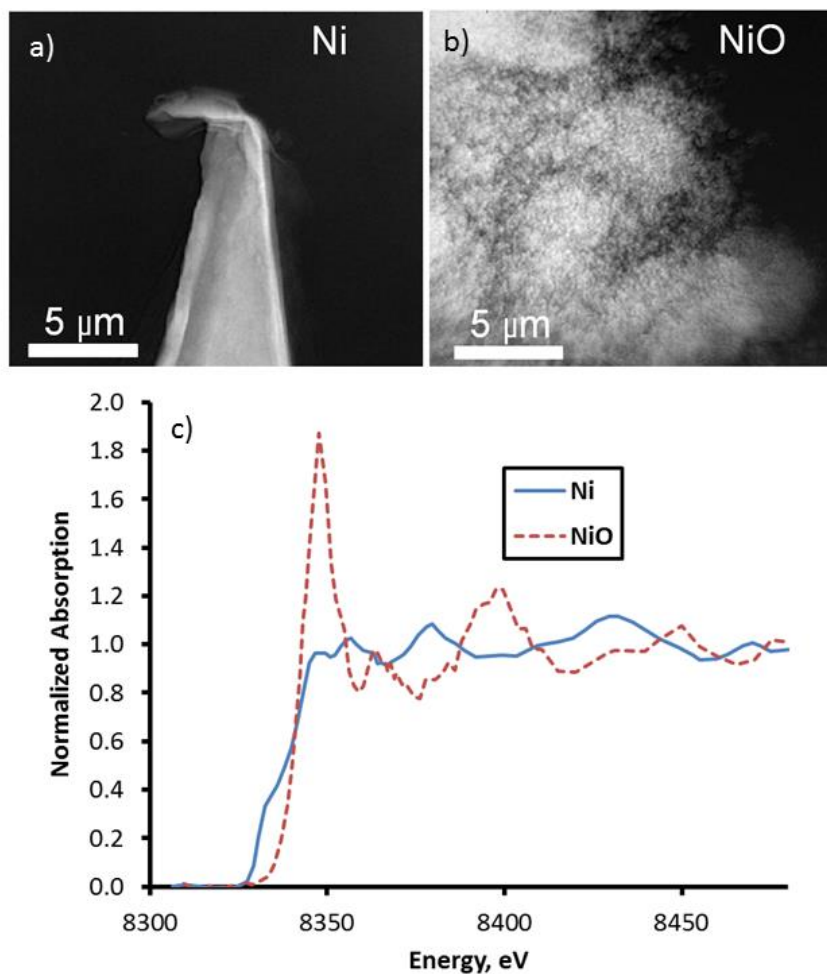 a) Ni
5 μm
b) NiO
5 μm
c)
2.0
1.8
1.6
1.4
1.2
1.0
0.8
0.6
0.4
0.2
0.0
Normalized Absorption
Ni
NiO
8300 8350 8400 8450
Energy, eV